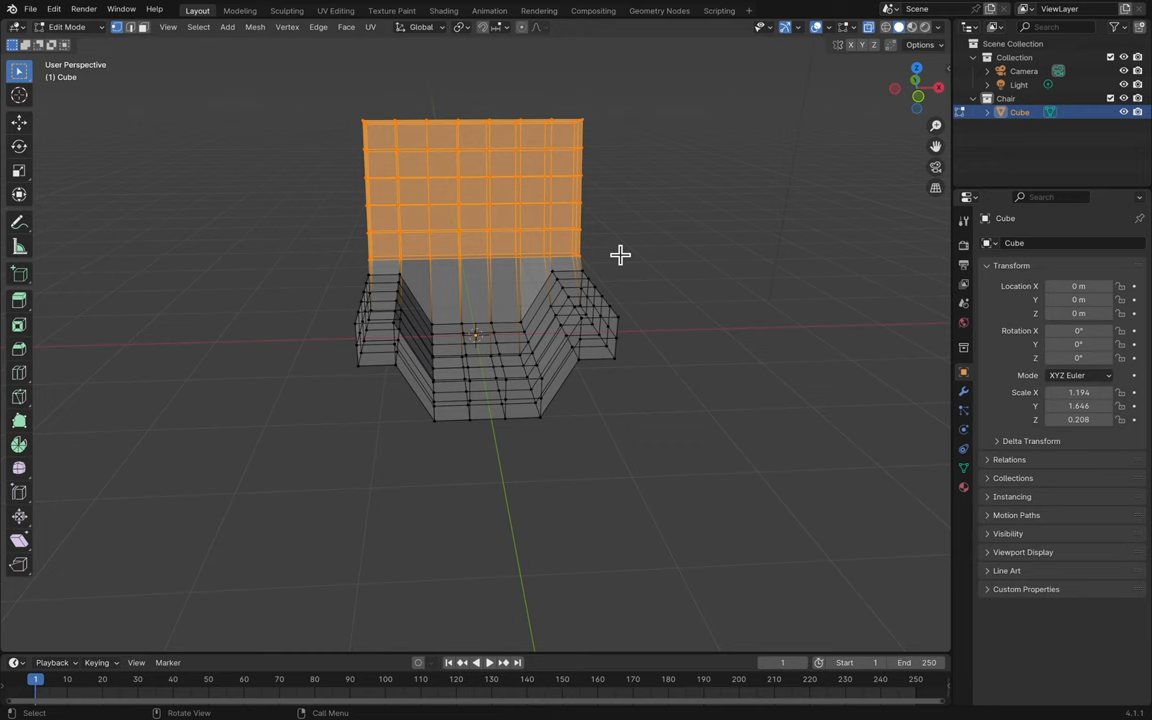 File Edit Render Window Help Layout Modeling Sculpting UV Editing Texture Paint Shading Animation Rendering Compositing Geometry Nodes Scripting Scene ViewLayer
Edit Mode View Select Add Mesh Vertex Edge Face UV Global Search
X Y Z Options
User Perspective
(1) Cube
Z
Y
X
Scene Collection
Collection
Camera
Light
Chair
Cube
Search
Cube
Cube
Transform
Location X 0 m
Y 0 m
Z 0 m
Rotation X 0°
Y 0°
Z 0°
Mode XYZ Euler
Scale X 1.194
Y 1.646
Z 0.208
Delta Transform
Relations
Collections
Instancing
Motion Paths
Visibility
Viewport Display
Line Art
Custom Properties
Playback Keying View Marker 1 Start 1 End 250
1 10 20 30 40 50 60 70 80 90 100 110 120 130 140 150 160 170 180 190 200 210 220 230 240 250
Select Rotate View Call Menu 4.1.1